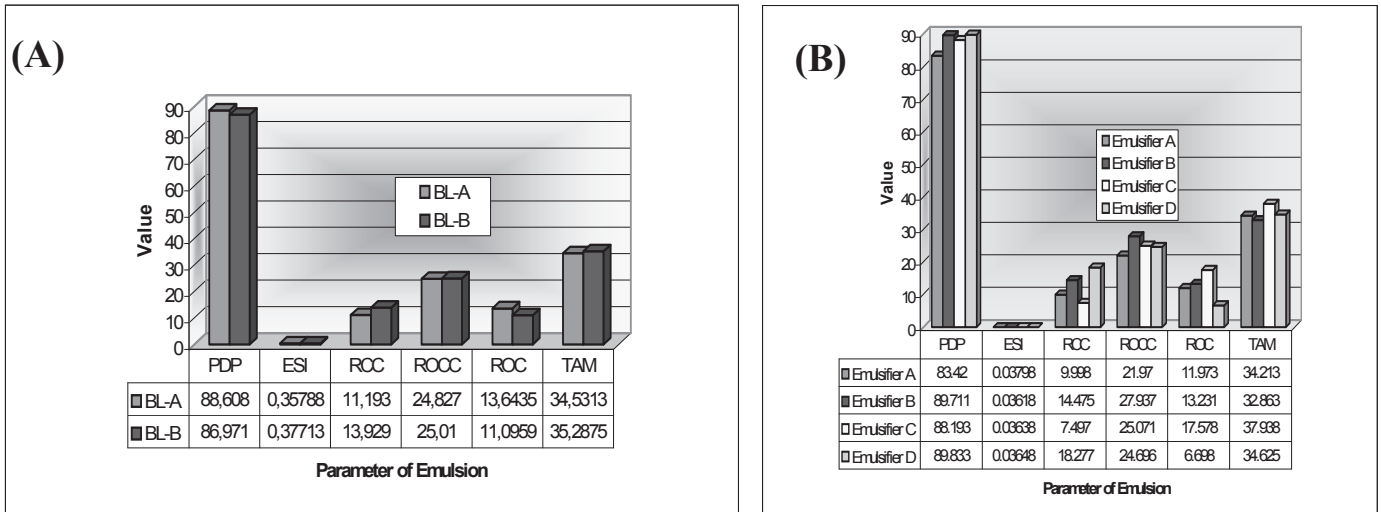 (A)
90
80
70
60
50
40
30
20
10
0
Value
BL-A
BL-B
PDP ESI RCC ROCC ROC TAM
BL-A 88,608 0,35788 11,193 24,827 13,6435 34,5313
BL-B 86,971 0,37713 13,929 25,01 11,0959 35,2875
Parameter of Emulsion
(B)
90
80
70
60
50
40
30
20
10
0
Value
Emulsifier A
Emulsifier B
Emulsifier C
Emulsifier D
PDP ESI RCC ROCC ROC TAM
Emulsifier A 83.42 0.03798 9.998 21.97 11.973 34.213
Emulsifier B 89.711 0.03618 14.475 27.937 13.231 32.863
Emulsifier C 88.193 0.03638 7.497 25.071 17.578 37.938
Emulsifier D 89.833 0.03648 18.277 24.696 6.698 34.625
Parameter of Emulsion